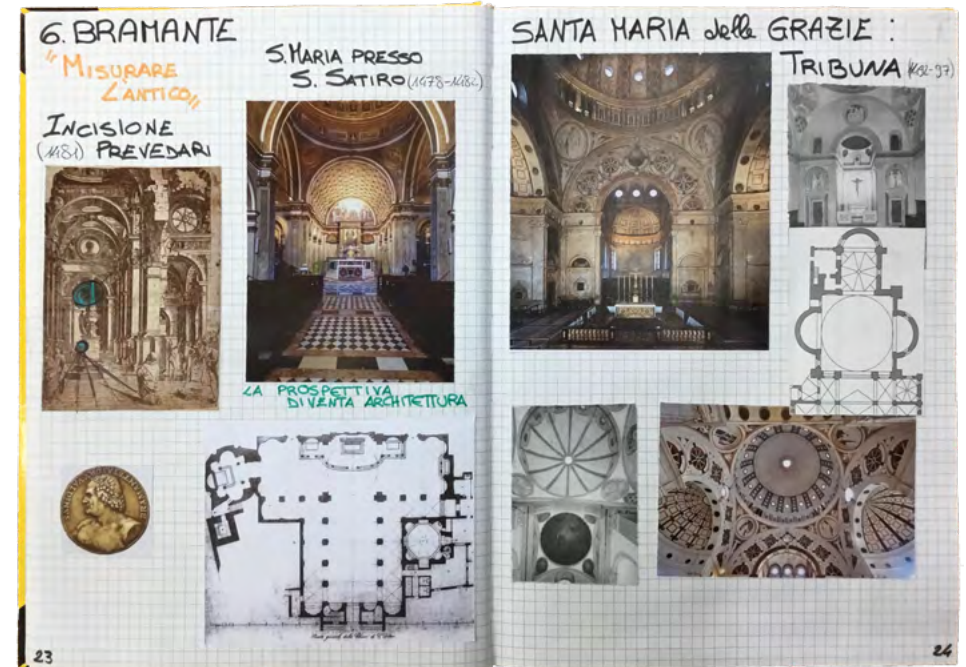 6. BRAMANTE
"MISURARE
L'ANTICO"
INCISIONE
(1481) PREVEDARI
S. MARIA PRESSO
S. SATIRO (1478-1482)
d
LA PROSPETTIVA
DIVENTA ARCHITETTURA
23
SANTA MARIA delle GRAZIE:
TRIBUNA (1492-97)
24